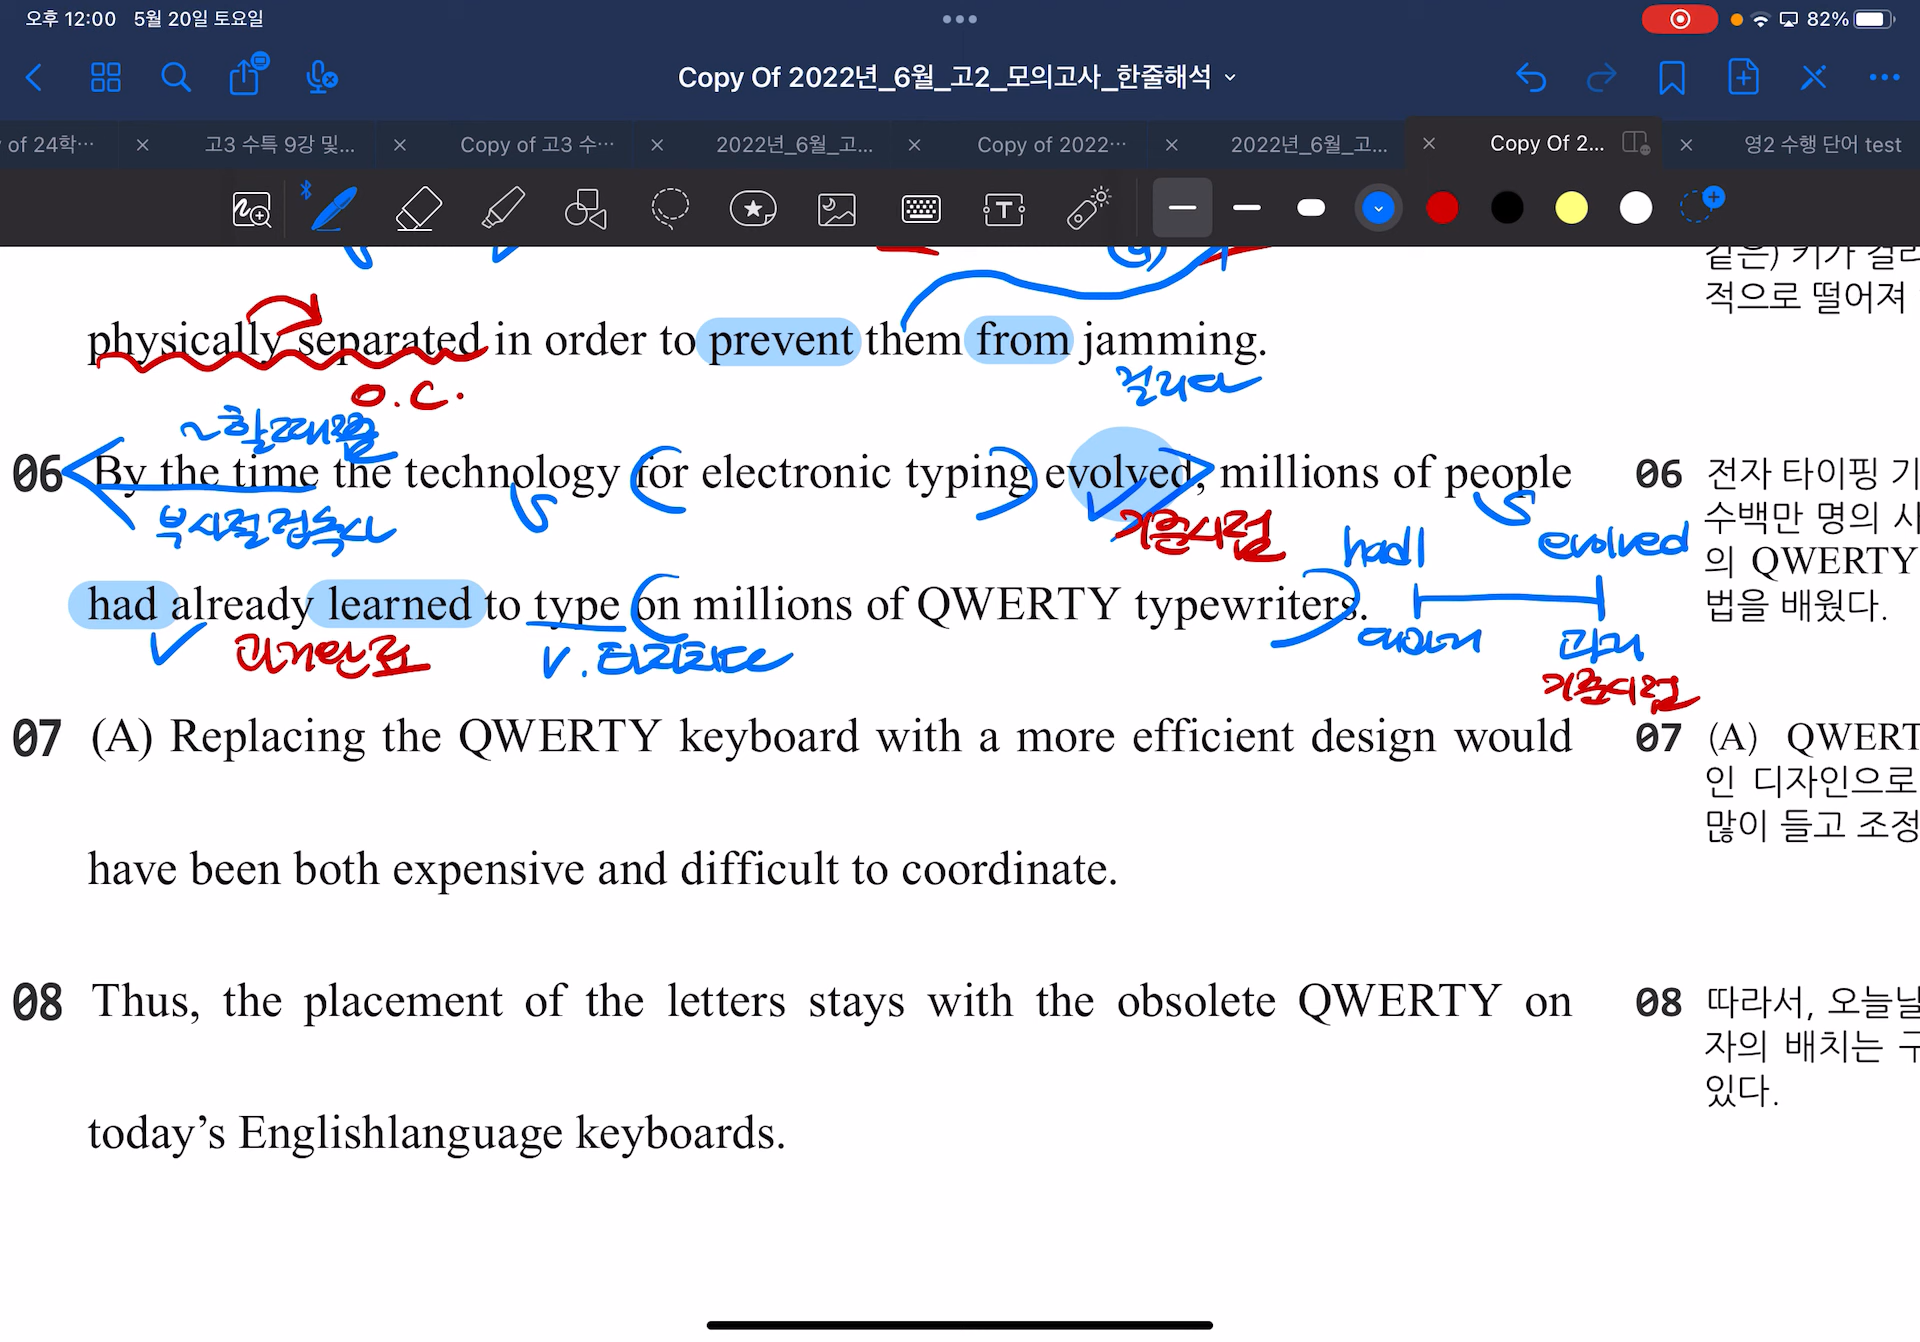 오후 12:00 5월 20일 토요일
82%
Copy Of 2022년_6월_고2_모의고사_한줄해석
of 24학··· 고3 수특 9강 및... Copy of 고3 수··· 2022년_6월_고... Copy of 2022··· 2022년_6월_고... Copy Of 2... 영2 수행 단어 test
같은) 키가 걸리
적으로 떨어져
physically separated in order to prevent them from jamming.
O.C.
걸리다
~할때쯤
06 By the time the technology for electronic typing evolved, millions of people
S
S
부사절 접속사
기준시점
had already learned to type on millions of QWERTY typewriters.
과거완료
v. 타자치다
hadl
evolved
대과거
과거
기준시점
06 전자 타이핑 기
수백만 명의 사
의 QWERTY
법을 배웠다.
07 (A) Replacing the QWERTY keyboard with a more efficient design would
have been both expensive and difficult to coordinate.
07 (A) QWERT
인 디자인으로
많이 들고 조정
08 Thus, the placement of the letters stays with the obsolete QWERTY on
today’s Englishlanguage keyboards.
08 따라서, 오늘날
자의 배치는 구
있다.